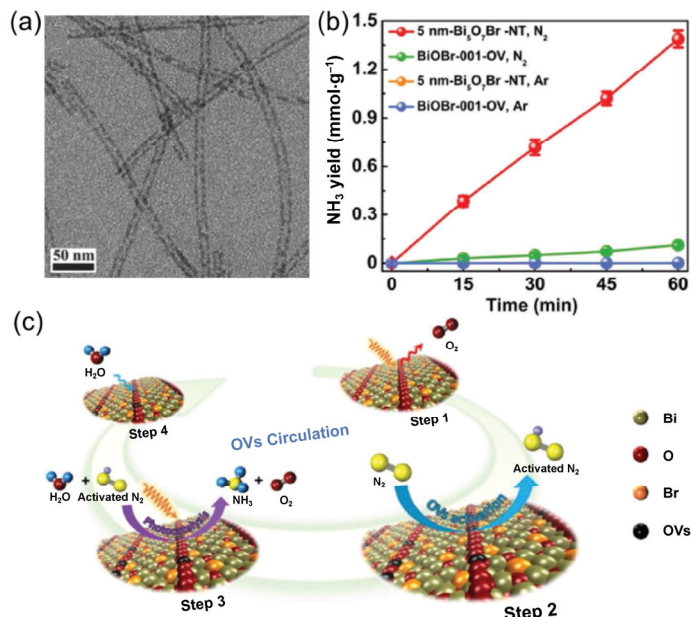 (a)
50 nm
(b)
NH₃ yield (mmol·g⁻¹)
1.5
1.2
0.9
0.6
0.3
0
5 nm-Bi₅O₇Br -NT, N₂
BiOBr-001-OV, N₂
5 nm-Bi₅O₇Br -NT, Ar
BiOBr-001-OV, Ar
0 15 30 45 60
Time (min)
(c)
H₂O
Step 4
O₂
Step 1
OVs Circulation
H₂O + Activated N₂
Photocatalysis
NH₃ + O₂
Step 3
N₂
OVs activation
Activated N₂
Step 2
Bi
O
Br
OVs